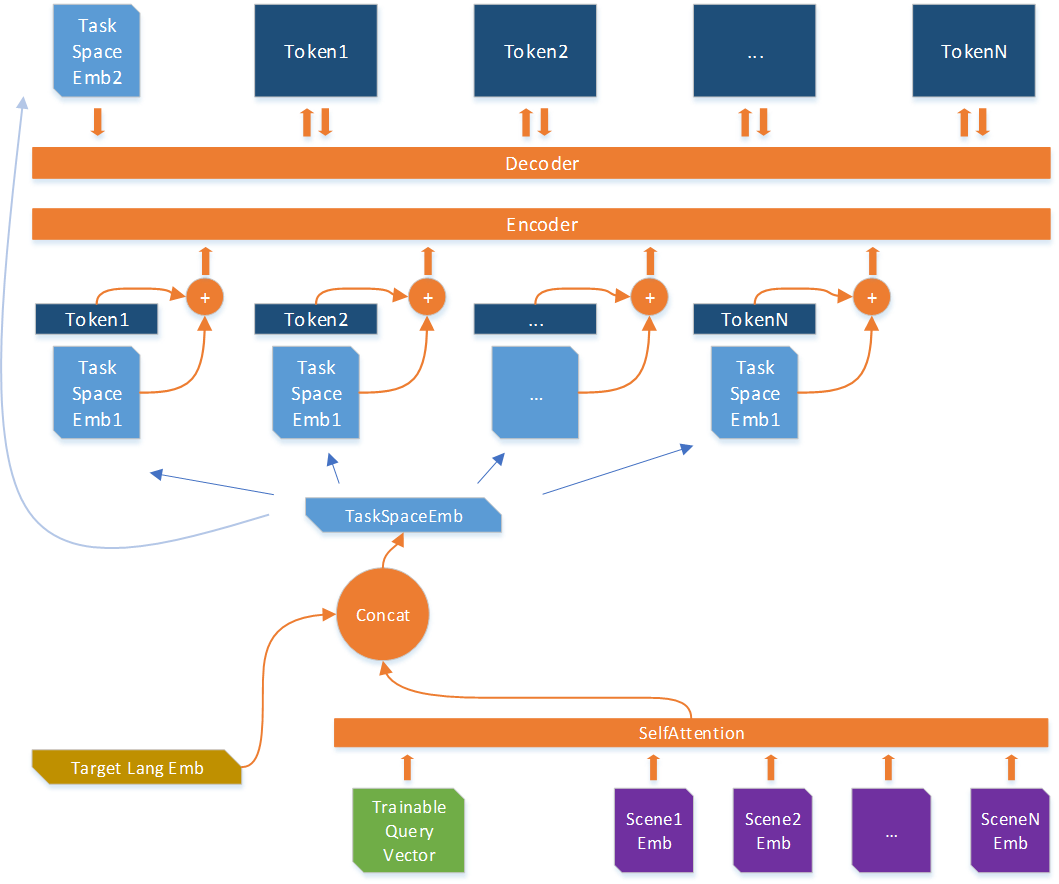 Task
Space
Emb2
Token1
Token2
...
TokenN
Decoder
Encoder
+
+
+
+
Token1
Token2
...
TokenN
Task
Space
Emb1
Task
Space
Emb1
...
Task
Space
Emb1
TaskSpaceEmb
Concat
SelfAttention
Target Lang Emb
Trainable
Query
Vector
Scene1
Emb
Scene2
Emb
...
SceneN
Emb